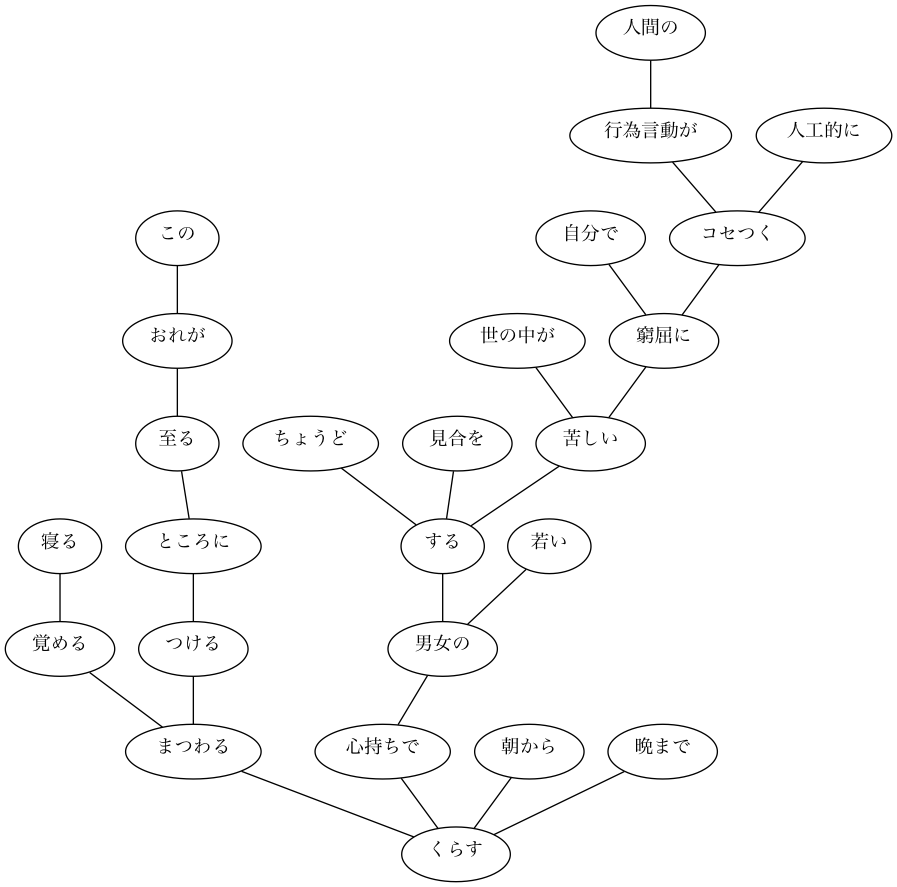 人間の
行為言動が
人工的に
この
自分で
コセつく
おれが
世の中が
窮屈に
至る
ちょうど
見合を
苦しい
寝る
ところに
する
若い
覚める
つける
男女の
まつわる
心持ちで
朝から
晩まで
くらす